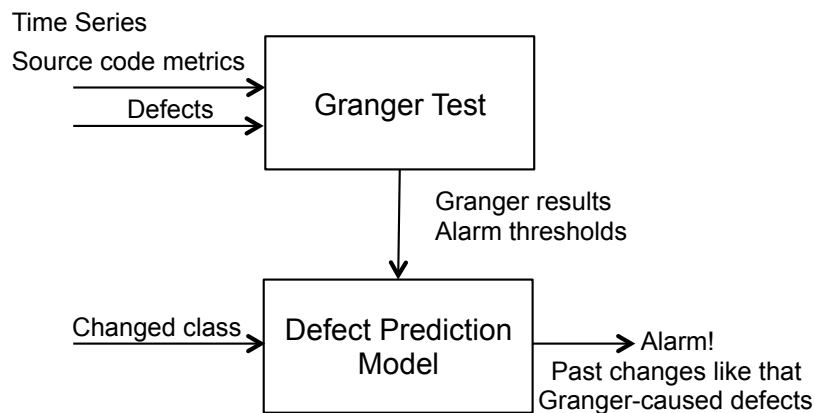 Time Series
Source code metrics
Defects
Granger Test
Granger results
Alarm thresholds
Changed class
Defect Prediction
Model
Alarm!
Past changes like that
Granger-caused defects